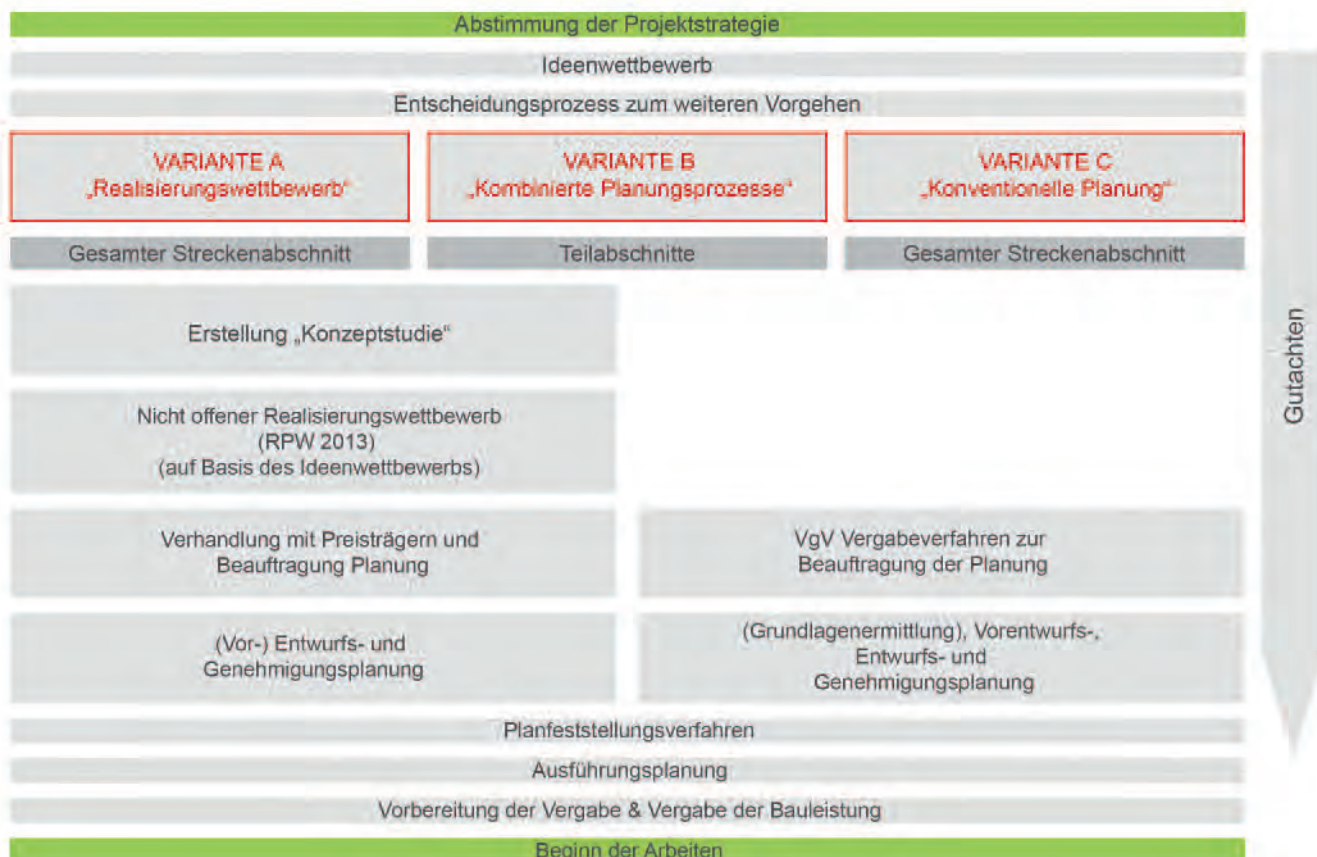 Abstimmung der Projektstrategie
Ideenwettbewerb
Entscheidungsprozess zum weiteren Vorgehen
VARIANTE A
„Realisierungswettbewerb“
VARIANTE B
„Kombinierte Planungsprozesse“
VARIANTE C
„Konventionelle Planung“
Gesamter Streckenabschnitt
Teilabschnitte
Gesamter Streckenabschnitt
Erstellung „Konzeptstudie“
Nicht offener Realisierungswettbewerb
(RPW 2013)
(auf Basis des Ideenwettbewerbs)
Verhandlung mit Preisträgern und
Beauftragung Planung
VgV Vergabeverfahren zur
Beauftragung der Planung
(Vor-) Entwurfs- und
Genehmigungsplanung
(Grundlagenermittlung), Vorentwurfs-,
Entwurfs- und
Genehmigungsplanung
Planfeststellungsverfahren
Ausführungsplanung
Vorbereitung der Vergabe & Vergabe der Bauleistung
Beginn der Arbeiten
Gutachten